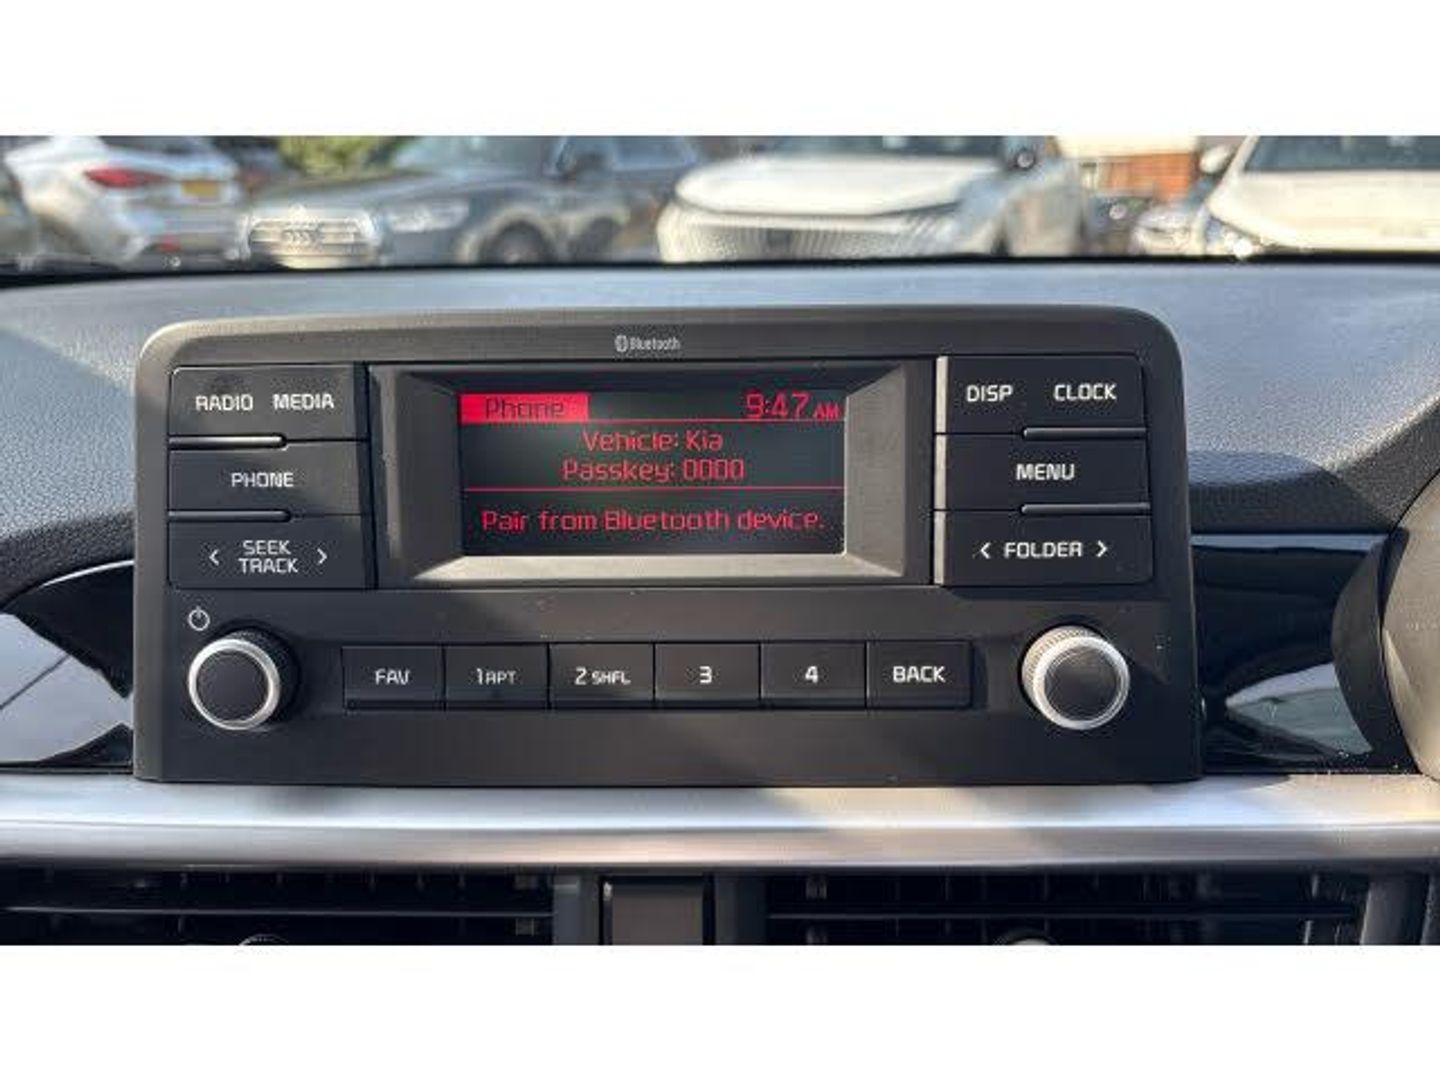 Bluetooth
RADIO MEDIA
Phone 9:47 AM
DISP CLOCK
Vehicle: Kia
PHONE
Passkey: 0000
MENU
Pair from Bluetooth device.
< SEEK TRACK >
< FOLDER >
FAV 1 RPT 2 SHFL 3 4 BACK